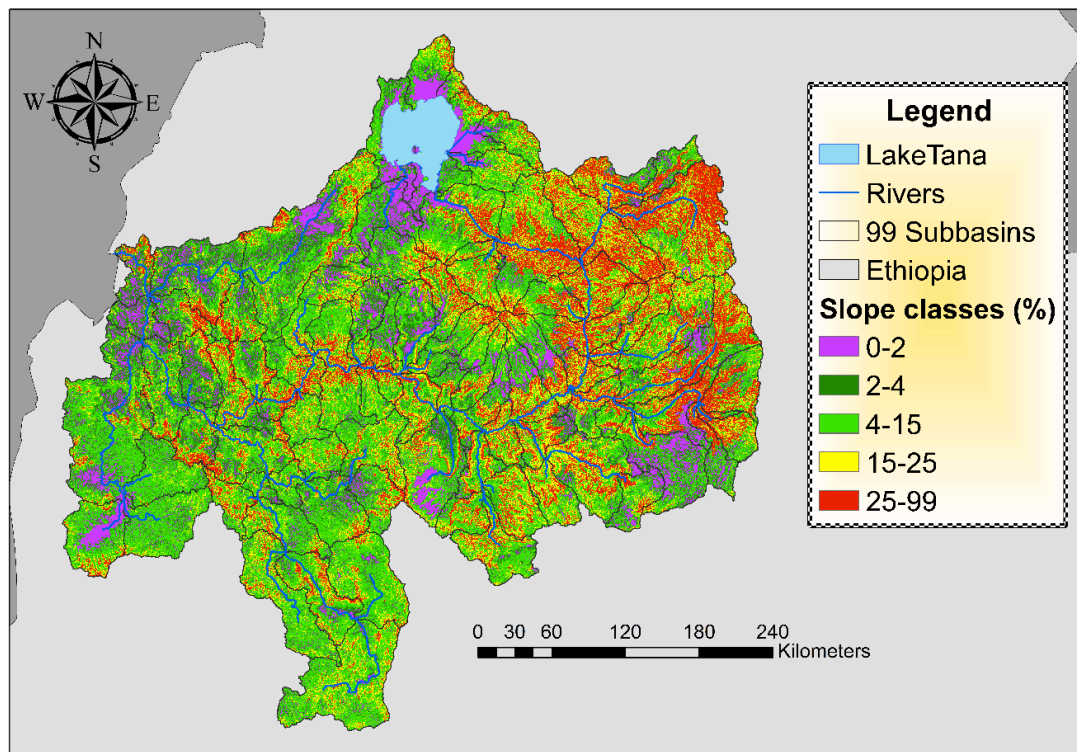 N
W E
S
Legend
LakeTana
Rivers
99 Subbasins
Ethiopia
Slope classes (%)
0-2
2-4
4-15
15-25
25-99
0 30 60 120 180 240
Kilometers